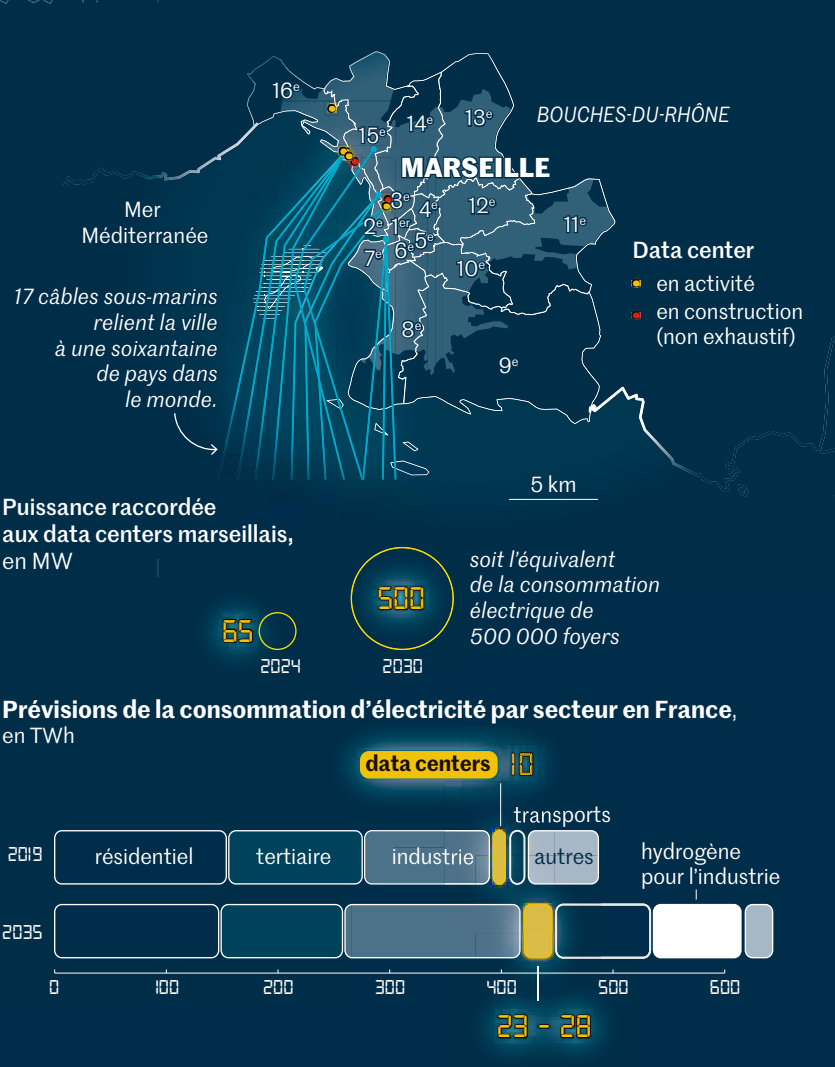 16e
15e
14e
13e
BOUCHES-DU-RHÔNE
MARSEILLE
3e
4e
12e
11e
2e
1er
5e
6e
7e
10e
8e
9e
Mer
Méditerranée
17 câbles sous-marins
relient la ville
à une soixantaine
de pays dans
le monde.
Data center
en activité
en construction
(non exhaustif)
5 km
Puissance raccordée
aux data centers marseillais,
en MW
65
2024
500
2030
soit l’équivalent
de la consommation
électrique de
500 000 foyers
Prévisions de la consommation d’électricité par secteur en France,
en TWh
data centers 10
transports
2019 résidentiel tertiaire industrie autres
hydrogène
pour l’industrie
2035
0 100 200 300 400 500 600
23 - 28